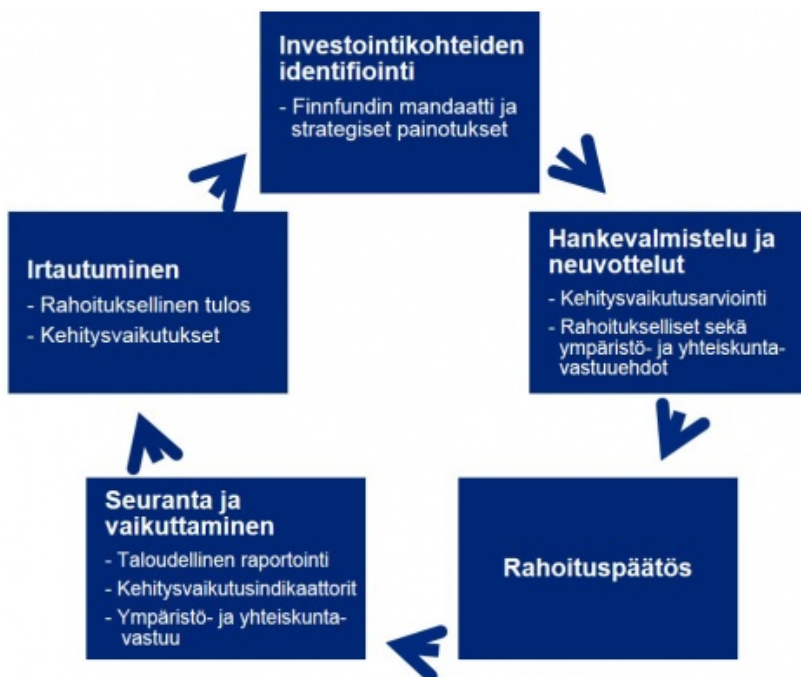 Investointikohteiden
identifiointi
- Finnfundin mandaatti ja
strategiset painotukset
Hankevalmistelu ja
neuvottelut
- Kehitysvaikutusarviointi
- Rahoitukselliset sekä
ympäristö- ja yhteiskunta-
vastuuehdot
Rahoituspäätös
Seuranta ja
vaikuttaminen
- Taloudellinen raportointi
- Kehitysvaikutusindikaattorit
- Ympäristö- ja yhteiskunta-
vastuu
Irtautuminen
- Rahoituksellinen tulos
- Kehitysvaikutukset